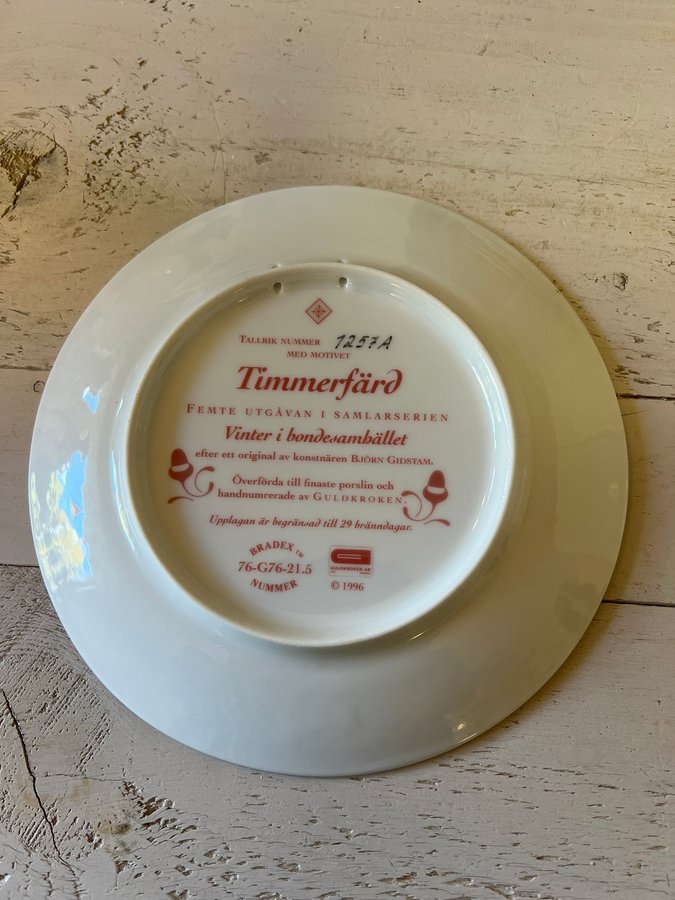 TALLRIK NUMMER 1257A
MED MOTIVET
Timmerfärd
FEMTE UTGÅVAN I SAMLARSERIEN
Vinter i bondesamhället
efter ett original av konstnären BJÖRN GIDSTAM.
Överförda till finaste porslin och
handnumrerade av GULDKROKEN.
Upplagan är begränsad till 29 bränndagar.
BRADEX TM
76-G76-21.5
NUMMER
GULDKROKEN AB
© 1996